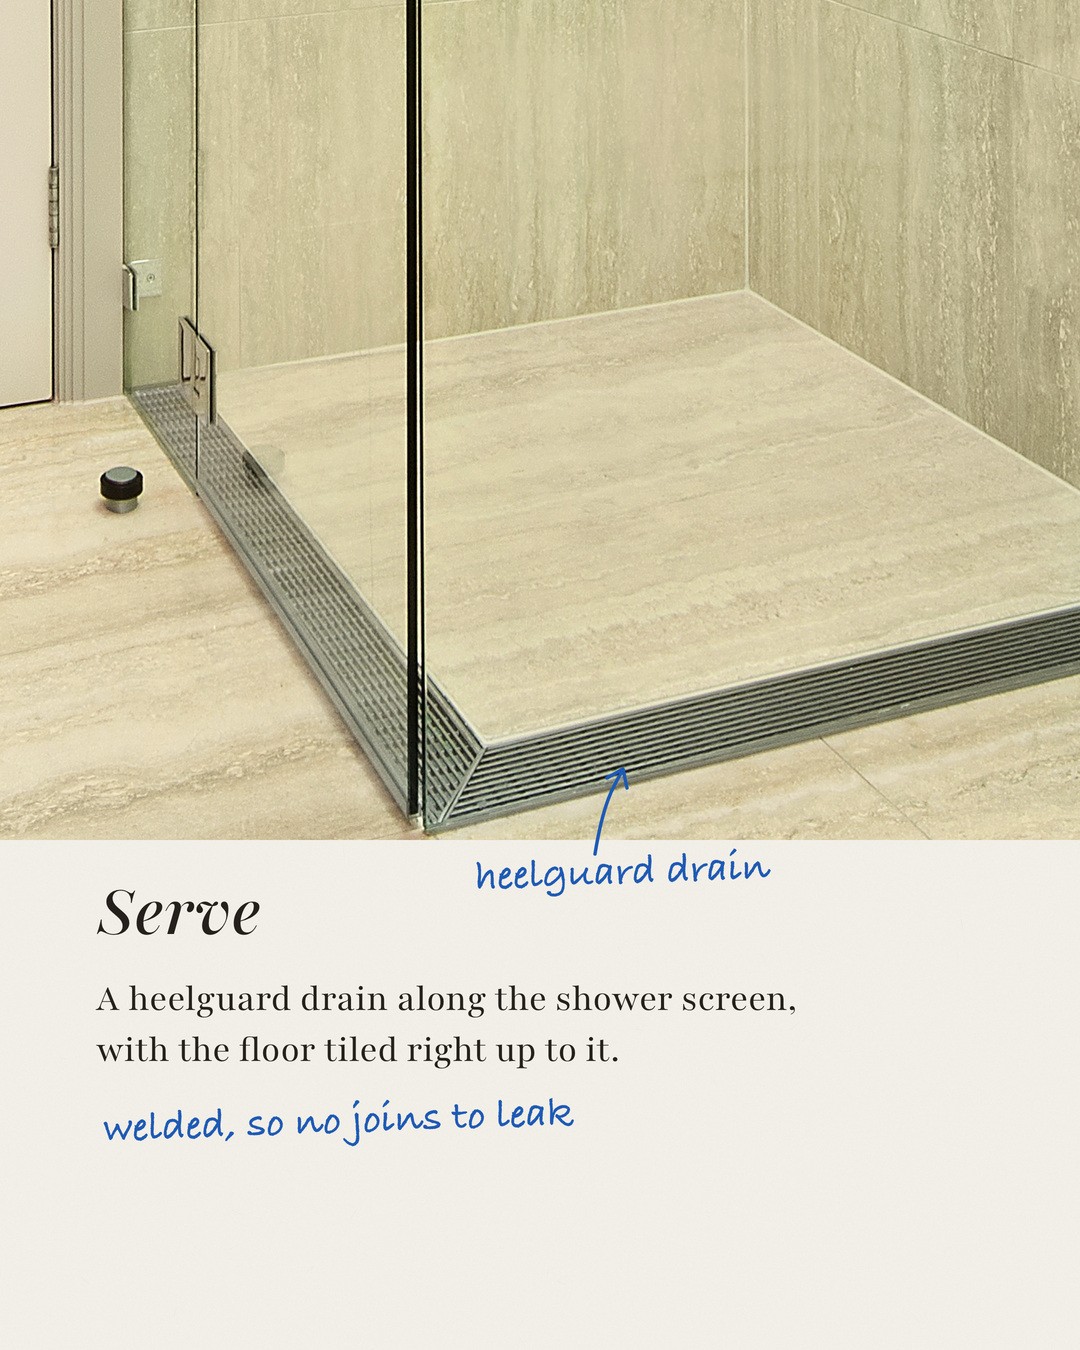 heelguard drain
Serve
A heelguard drain along the shower screen,
with the floor tiled right up to it.
welded, so no joins to leak